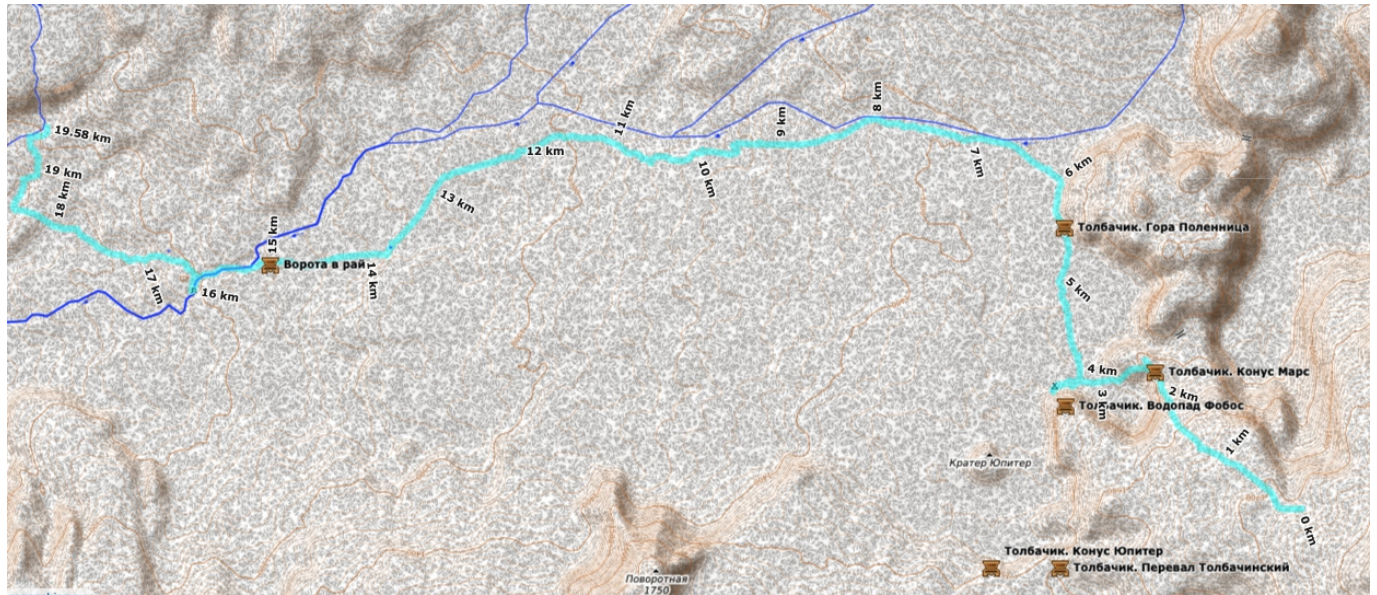 8 km
11 km
9 km
19.58 km
12 km
7 km
6 km
10 km
19 km
18 km
13 km
15 km
Толбачик. Гора Поленница
Ворота в рай
14 km
17 km
16 km
5 km
4 km
Толбачик. Конус Марс
2 km
3 km
Толбачик. Водопад Фобос
1 km
Кратер Юпитер
0 km
Толбачик. Конус Юпитер
Толбачик. Перевал Толбачинский
Поворотная
1750